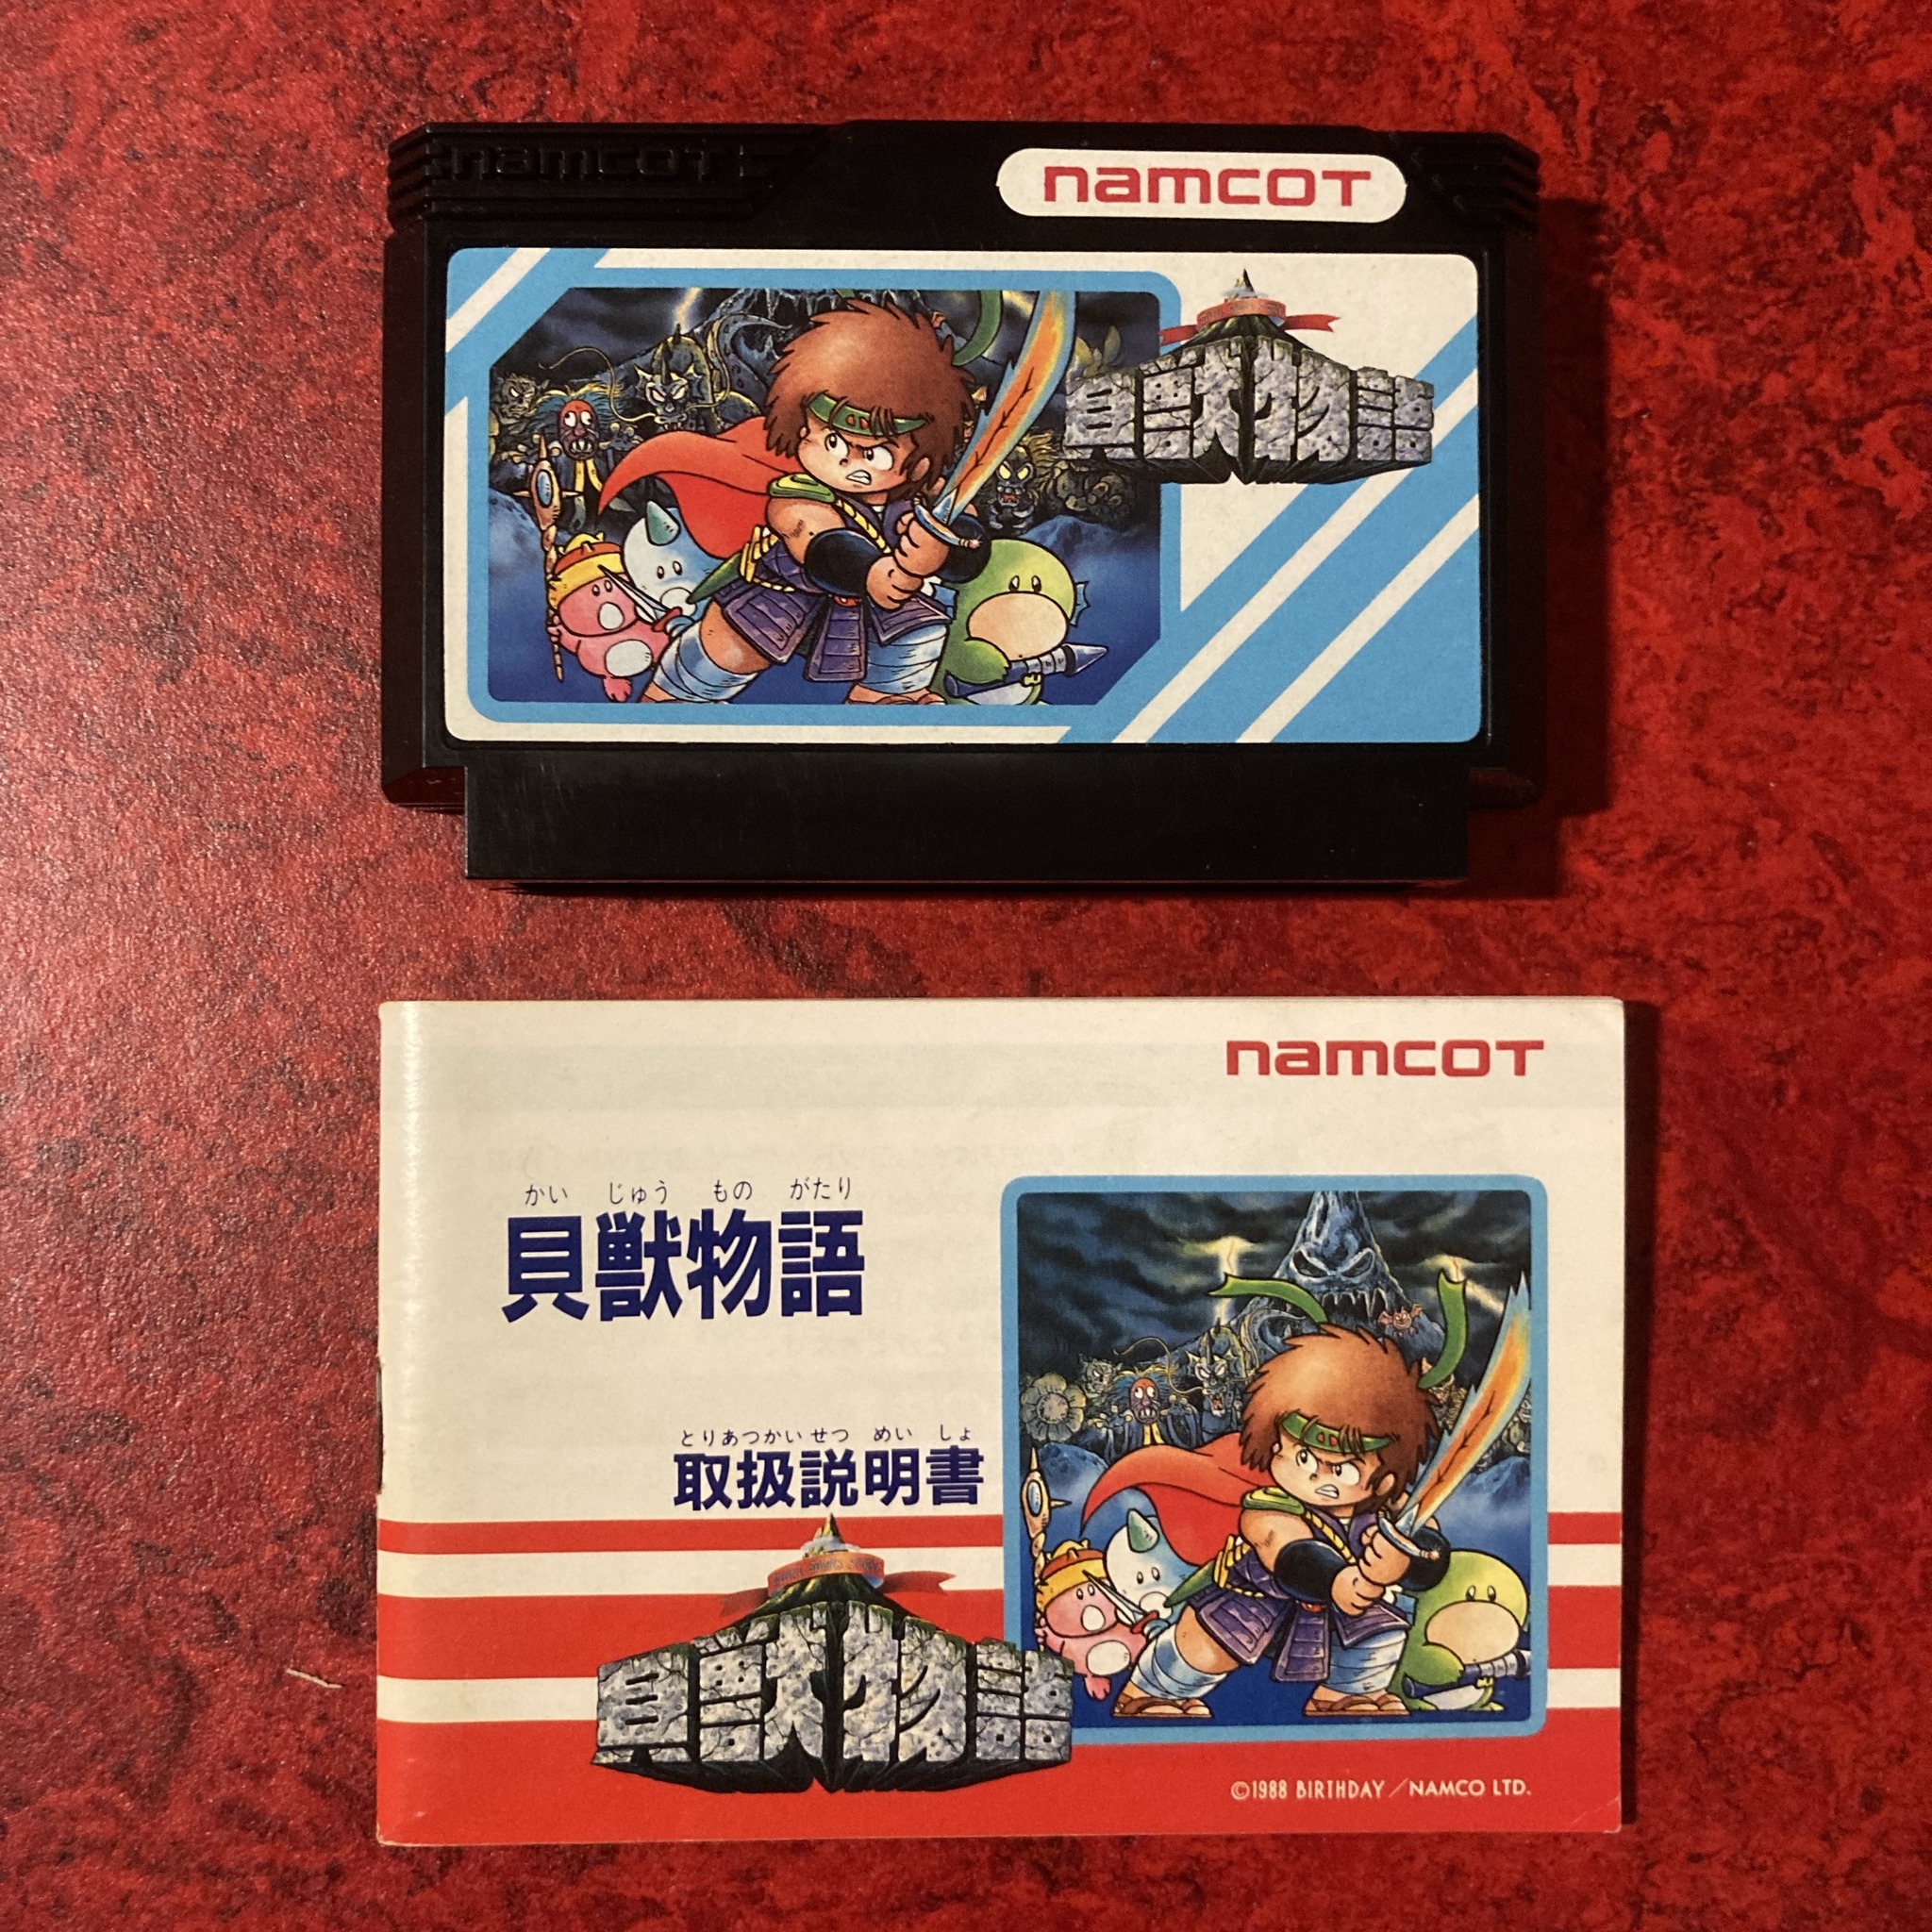 namcot
namcot
貝獣物語
namcot
かい じゅう もの がたり
貝獣物語
とりあつかい せつ めい しょ
取扱説明書
貝獣物語
©1988 BIRTHDAY/NAMCO LTD.